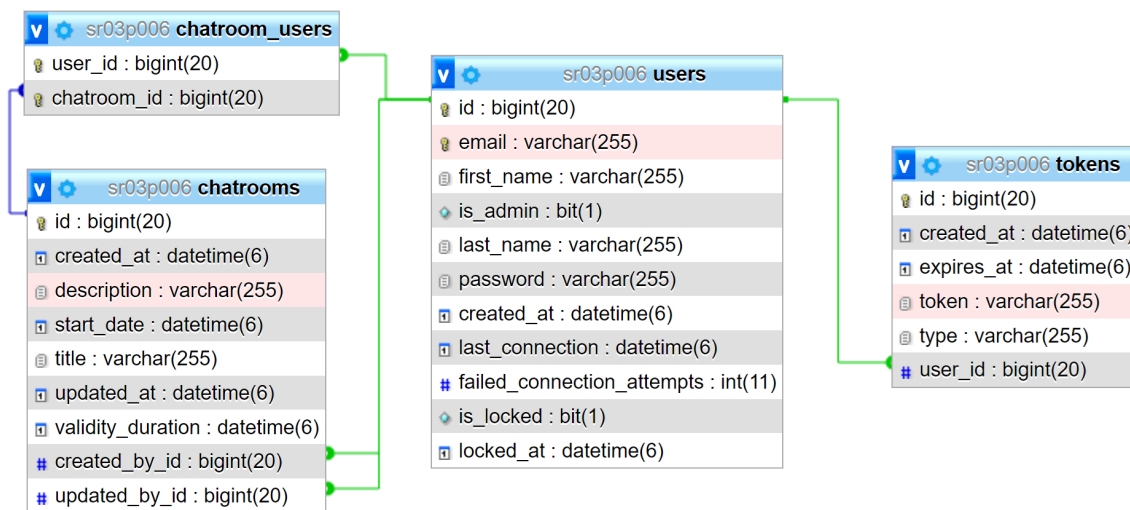 v sr03p006 chatroom_users
user_id : bigint(20)
chatroom_id : bigint(20)
v sr03p006 chatrooms
id : bigint(20)
created_at : datetime(6)
description : varchar(255)
start_date : datetime(6)
title : varchar(255)
updated_at : datetime(6)
validity_duration : datetime(6)
# created_by_id : bigint(20)
# updated_by_id : bigint(20)
v sr03p006 users
id : bigint(20)
email : varchar(255)
first_name : varchar(255)
is_admin : bit(1)
last_name : varchar(255)
password : varchar(255)
created_at : datetime(6)
last_connection : datetime(6)
# failed_connection_attempts : int(11)
is_locked : bit(1)
locked_at : datetime(6)
v sr03p006 tokens
id : bigint(20)
created_at : datetime(6)
expires_at : datetime(6)
token : varchar(255)
type : varchar(255)
# user_id : bigint(20)